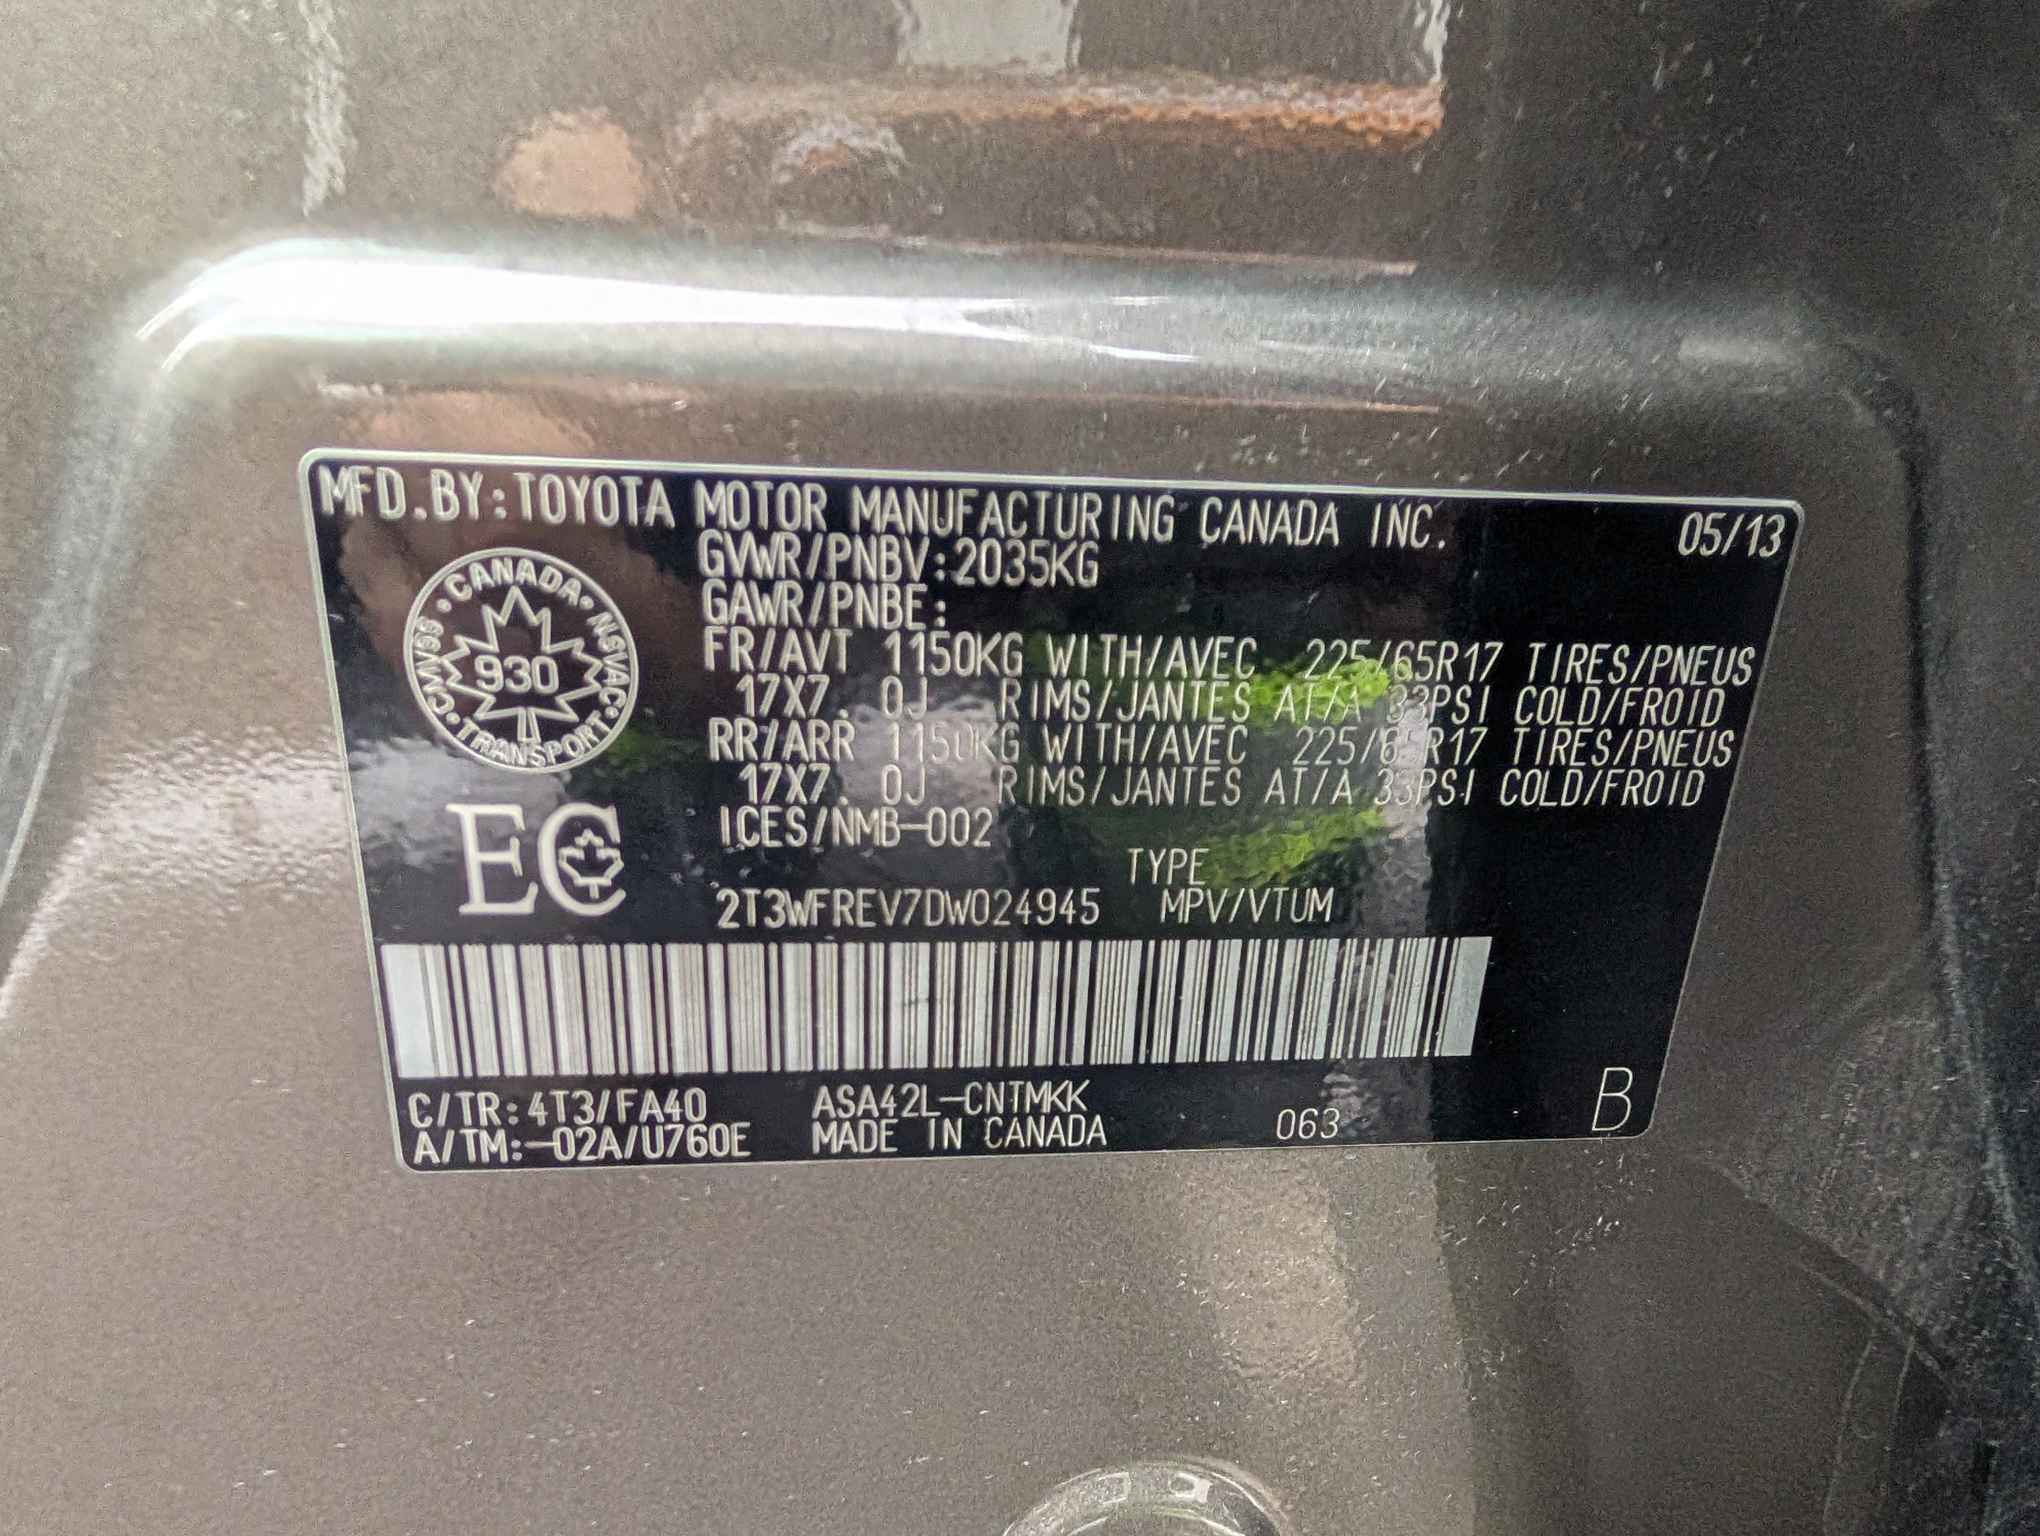 MFD.BY:TOYOTA MOTOR MANUFACTURING CANADA INC. 05/13
GVWR/PNBV:2035KG
GAWR/PNBE:
FR/AVT 1150KG WITH/AVEC 225/65R17 TIRES/PNEUS
17X7.0J RIMS/JANTES AT/A 33PSI COLD/FROID
RR/ARR 1150KG WITH/AVEC 225/65R17 TIRES/PNEUS
17X7.0J RIMS/JANTES AT/A 33PSI COLD/FROID
ICES/NMB-002
CANADA · NSVAC · TRANSPORT · CMVSS
930
EC
TYPE
2T3WFREV7DW024945 MPV/VTUM
C/TR:4T3/FA40 ASA42L-CNTMKK
A/TM:-02A/U760E MADE IN CANADA 063 B